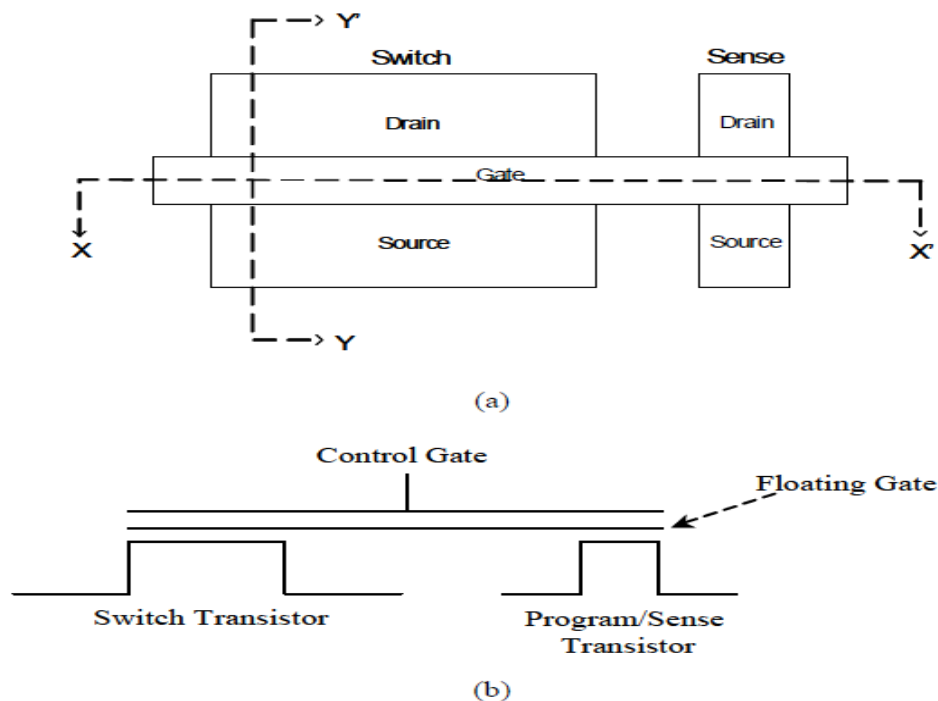 Y'
Switch
Sense
Drain
Drain
Gate
X
Source
Source
X'
Y
(a)
Control Gate
Floating Gate
Switch Transistor
Program/Sense
Transistor
(b)